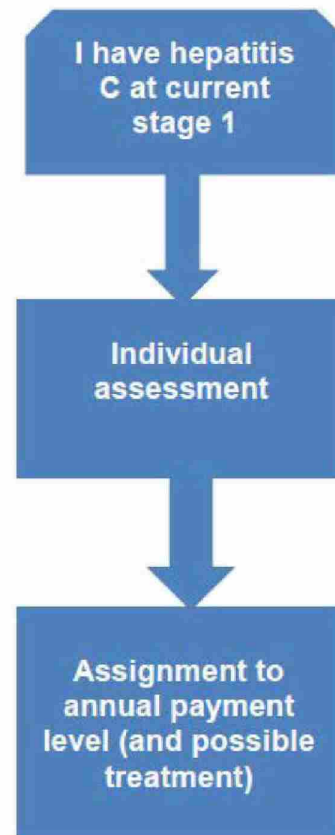 I have hepatitis
C at current
stage 1
Individual
assessment
Assignment to
annual payment
level (and possible
treatment)